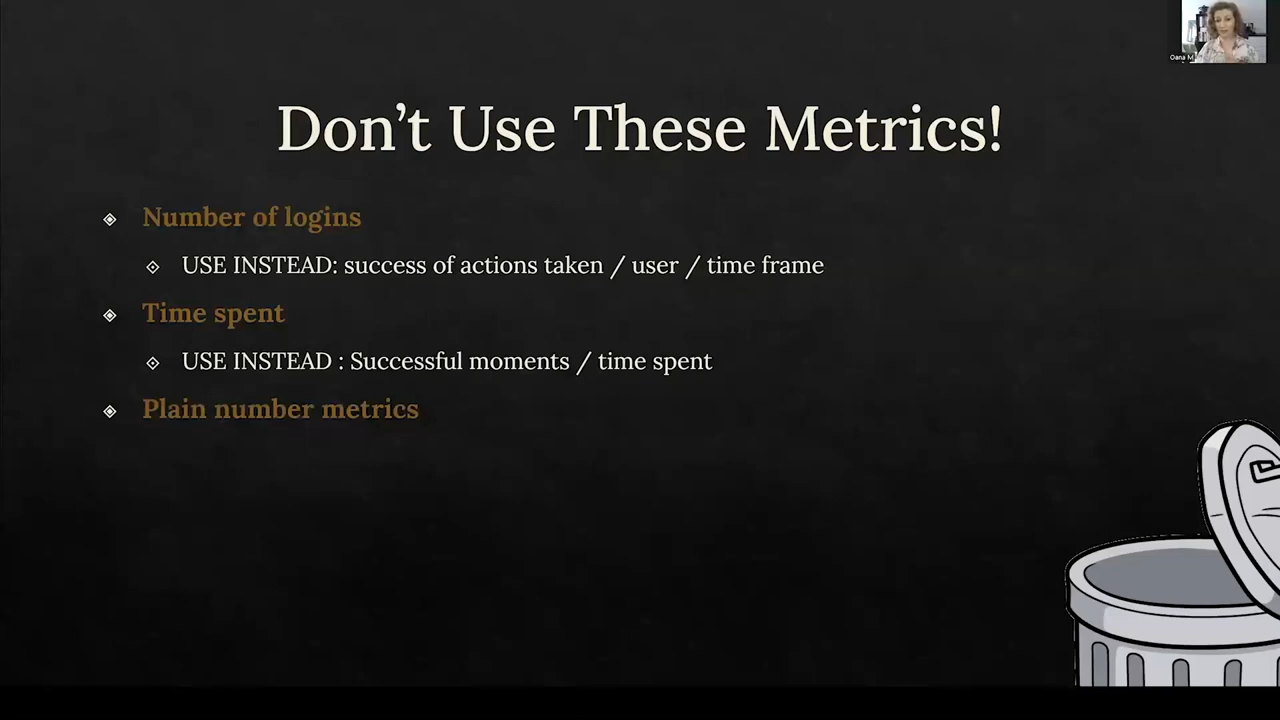 Oana M
Don’t Use These Metrics!
Number of logins
USE INSTEAD: success of actions taken / user / time frame
Time spent
USE INSTEAD : Successful moments / time spent
Plain number metrics